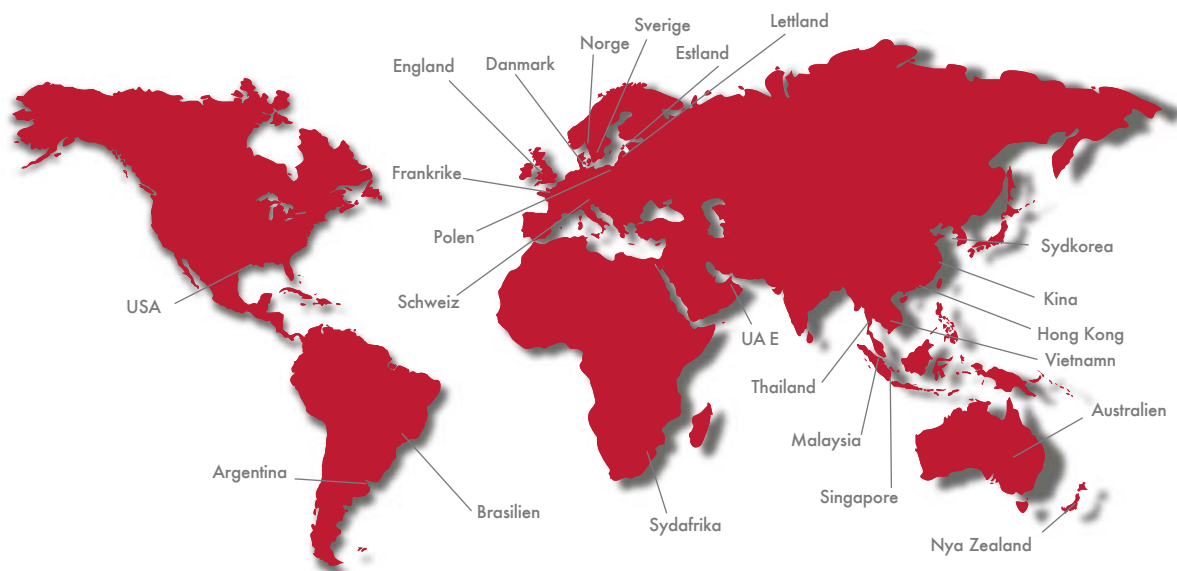 Lettland
Sverige
Norge
Estland
Danmark
England
Frankrike
Polen
Schweiz
USA
Sydkorea
Kina
Hong Kong
UA E
Vietnamn
Thailand
Australien
Malaysia
Argentina
Singapore
Brasilien
Sydafrika
Nya Zealand